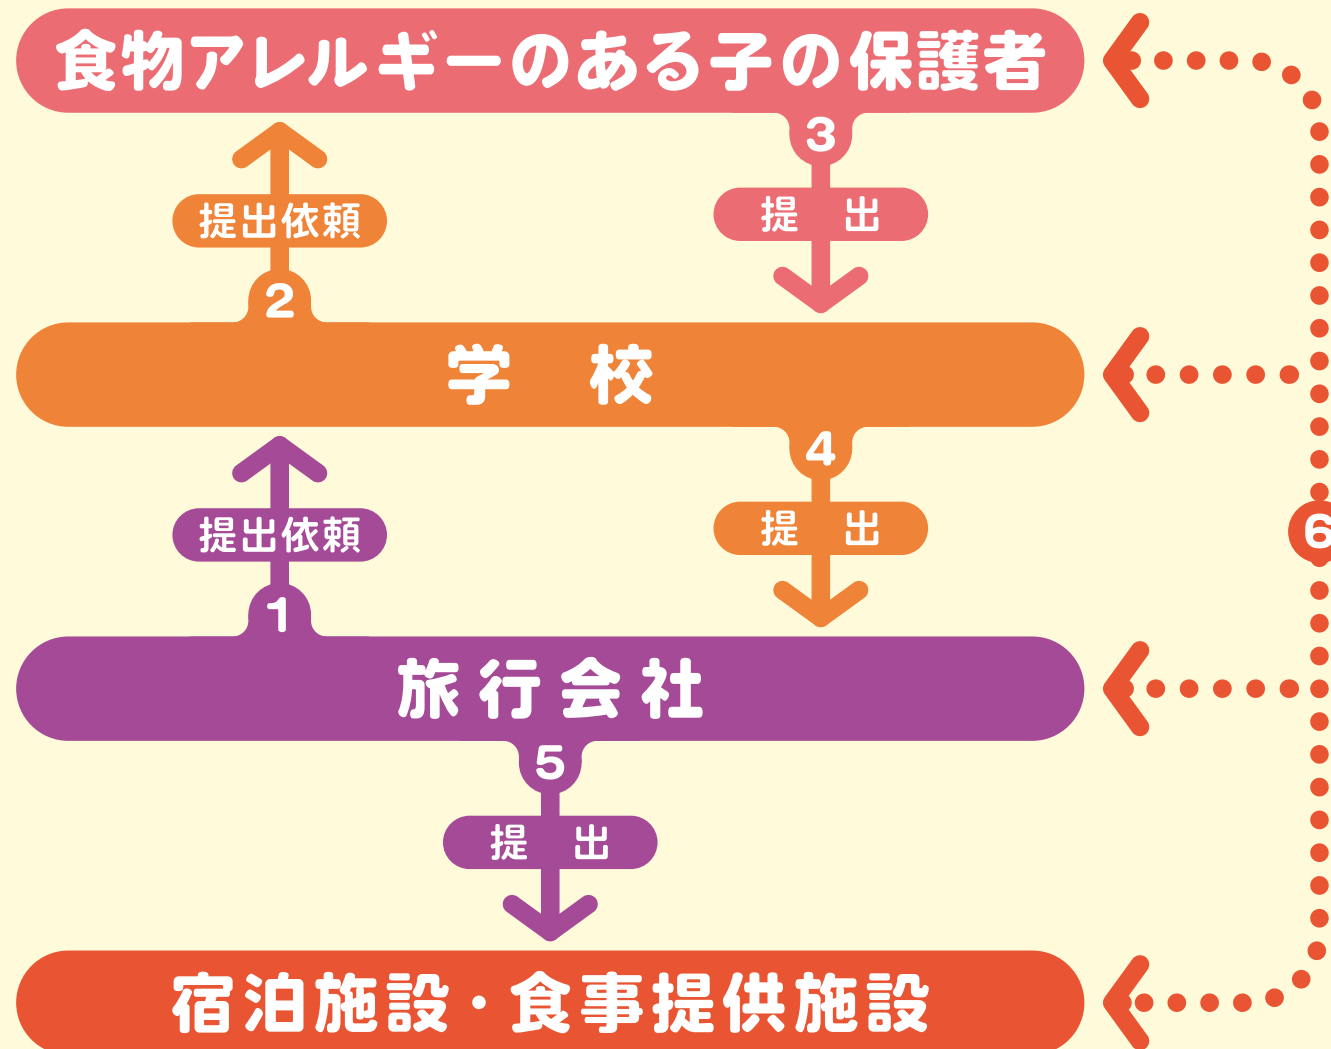 食物アレルギーのある子の保護者
3
提出依頼
提　出
2
学　校
4
提出依頼
提　出
6
1
旅行会社
5
提　出
宿泊施設・食事提供施設